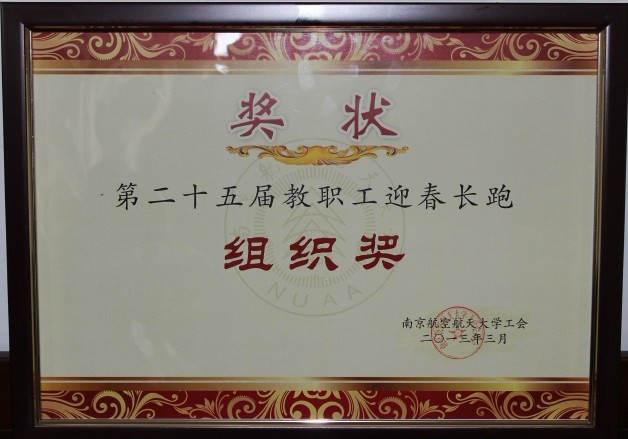 奖状
第二十五届教职工迎春长跑
组织奖
NUAA
南京航空航天大学工会
二〇一三年三月